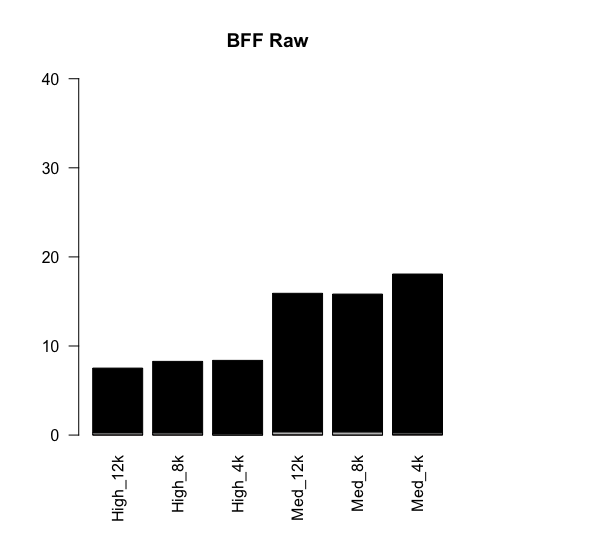 BFF Raw
40
30
20
10
0
High_12k
High_8k
High_4k
Med_12k
Med_8k
Med_4k